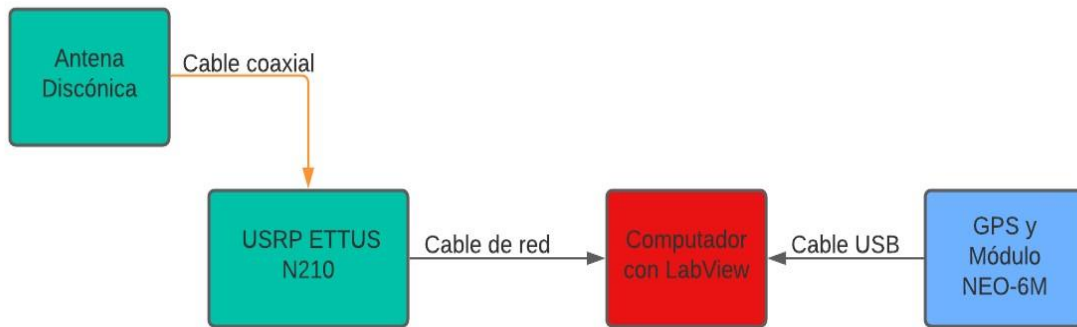 Antena
Discónica
Cable coaxial
USRP ETTUS
N210
Cable de red
Computador
con LabView
Cable USB
GPS y
Módulo
NEO-6M